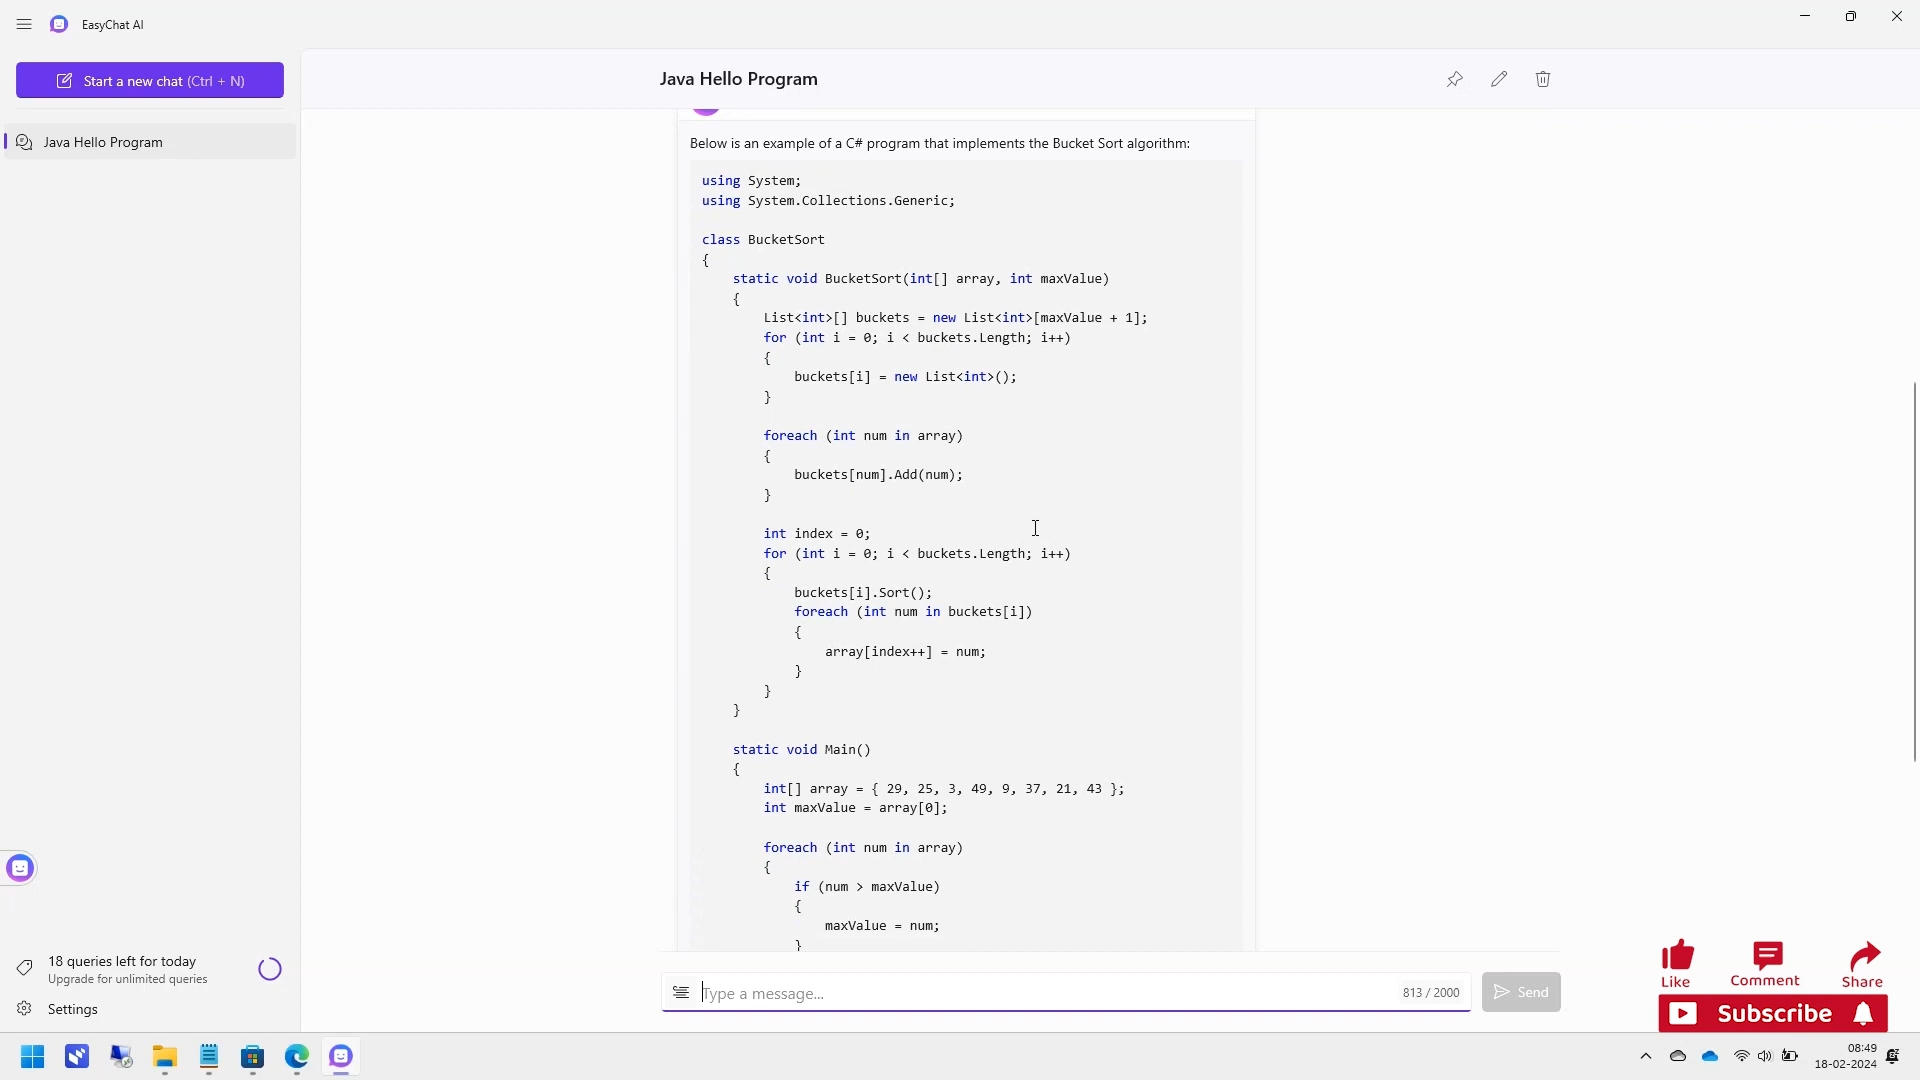 EasyChat AI
Start a new chat (Ctrl + N)
Java Hello Program
Java Hello Program
Below is an example of a C# program that implements the Bucket Sort algorithm:
using System;
using System.Collections.Generic;
class BucketSort
{
static void BucketSort(int[] array, int maxValue)
{
List<int>[] buckets = new List<int>[maxValue + 1];
for (int i = 0; i < buckets.Length; i++)
{
buckets[i] = new List<int>();
}
foreach (int num in array)
{
buckets[num].Add(num);
}
int index = 0;
for (int i = 0; i < buckets.Length; i++)
{
buckets[i].Sort();
foreach (int num in buckets[i])
{
array[index++] = num;
}
}
}
static void Main()
{
int[] array = { 29, 25, 3, 49, 9, 37, 21, 43 };
int maxValue = array[0];
foreach (int num in array)
{
if (num > maxValue)
{
maxValue = num;
}
18 queries left for today
Upgrade for unlimited queries
Settings
Type a message...
813 / 2000
Send
Like
Comment
Share
Subscribe
08:49
18-02-2024